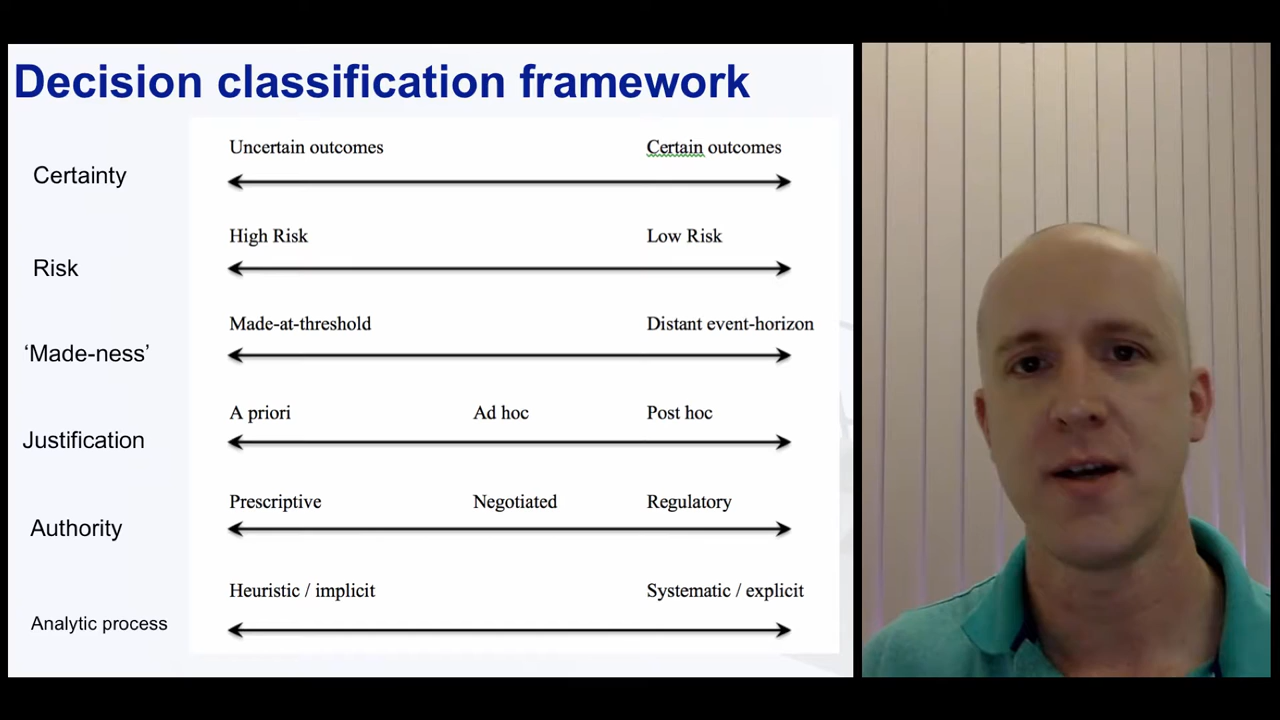 Decision classification framework
Certainty
Uncertain outcomes
Certain outcomes
Risk
High Risk
Low Risk
‘Made-ness’
Made-at-threshold
Distant event-horizon
Justification
A priori
Ad hoc
Post hoc
Authority
Prescriptive
Negotiated
Regulatory
Analytic process
Heuristic / implicit
Systematic / explicit